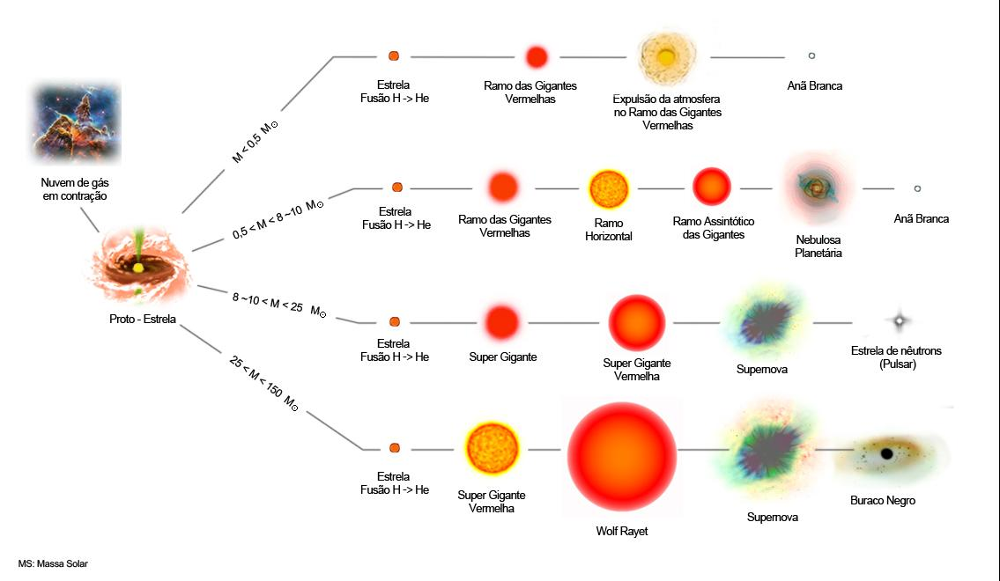 Nuvem de gás
em contração
Proto - Estrela
M < 0,5 M☉
Estrela
Fusão H -> He
Ramo das Gigantes
Vermelhas
Expulsão da atmosfera
no Ramo das Gigantes
Vermelhas
Anã Branca
0,5 < M < 8 ~10 M☉
Estrela
Fusão H -> He
Ramo das Gigantes
Vermelhas
Ramo
Horizontal
Ramo Assintótico
das Gigantes
Nebulosa
Planetária
Anã Branca
8 ~10 < M < 25 M☉
Estrela
Fusão H -> He
Super Gigante
Super Gigante
Vermelha
Supernova
Estrela de nêutrons
(Pulsar)
25 < M < 150 M☉
Estrela
Fusão H -> He
Super Gigante
Vermelha
Wolf Rayet
Supernova
Buraco Negro
MS: Massa Solar